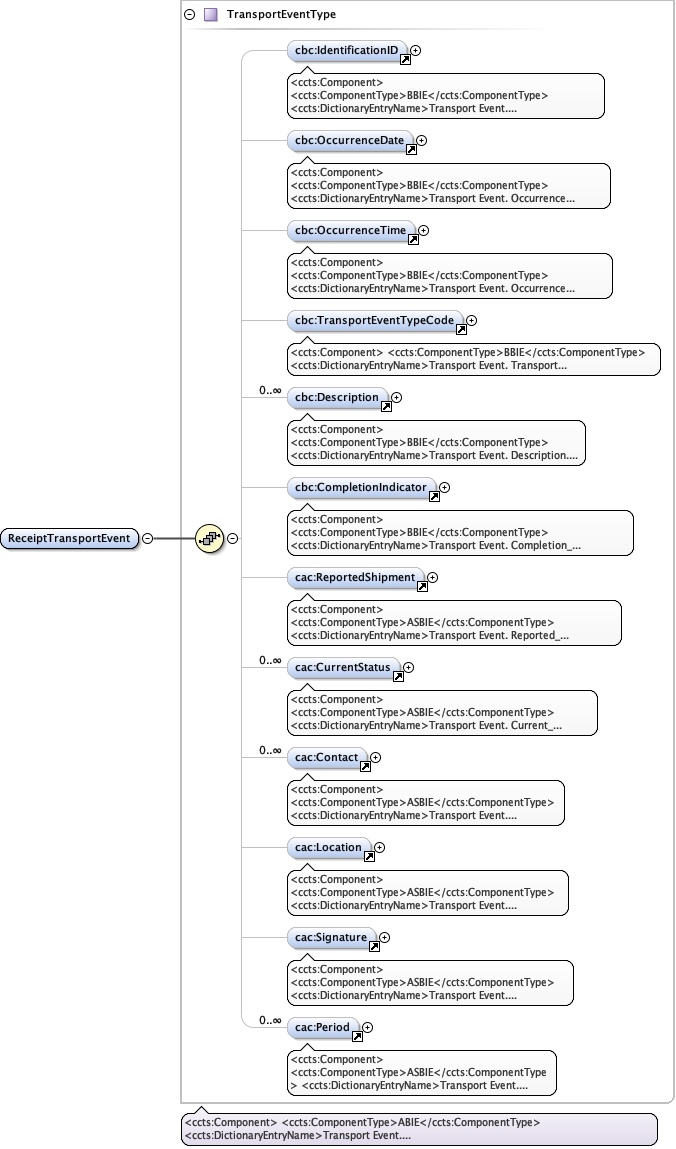 TransportEventType
cbc:IdentificationID
<ccts:Component>
<ccts:ComponentType>BBIE</ccts:ComponentType>
<ccts:DictionaryEntryName>Transport Event....
cbc:OccurrenceDate
<ccts:Component>
<ccts:ComponentType>BBIE</ccts:ComponentType>
<ccts:DictionaryEntryName>Transport Event. Occurrence...
cbc:OccurrenceTime
<ccts:Component>
<ccts:ComponentType>BBIE</ccts:ComponentType>
<ccts:DictionaryEntryName>Transport Event. Occurrence...
cbc:TransportEventTypeCode
<ccts:Component> <ccts:ComponentType>BBIE</ccts:ComponentType>
<ccts:DictionaryEntryName>Transport Event. Transport...
0..∞
cbc:Description
<ccts:Component>
<ccts:ComponentType>BBIE</ccts:ComponentType>
<ccts:DictionaryEntryName>Transport Event. Description....
cbc:CompletionIndicator
<ccts:Component>
<ccts:ComponentType>BBIE</ccts:ComponentType>
<ccts:DictionaryEntryName>Transport Event. Completion_...
ReceiptTransportEvent
cac:ReportedShipment
<ccts:Component>
<ccts:ComponentType>ASBIE</ccts:ComponentType>
<ccts:DictionaryEntryName>Transport Event. Reported_...
0..∞
cac:CurrentStatus
<ccts:Component>
<ccts:ComponentType>ASBIE</ccts:ComponentType>
<ccts:DictionaryEntryName>Transport Event. Current_...
0..∞
cac:Contact
<ccts:Component>
<ccts:ComponentType>ASBIE</ccts:ComponentType>
<ccts:DictionaryEntryName>Transport Event....
cac:Location
<ccts:Component>
<ccts:ComponentType>ASBIE</ccts:ComponentType>
<ccts:DictionaryEntryName>Transport Event....
cac:Signature
<ccts:Component>
<ccts:ComponentType>ASBIE</ccts:ComponentType>
<ccts:DictionaryEntryName>Transport Event....
0..∞
cac:Period
<ccts:Component>
<ccts:ComponentType>ASBIE</ccts:ComponentType
> <ccts:DictionaryEntryName>Transport Event....
<ccts:Component> <ccts:ComponentType>ABIE</ccts:ComponentType>
<ccts:DictionaryEntryName>Transport Event....